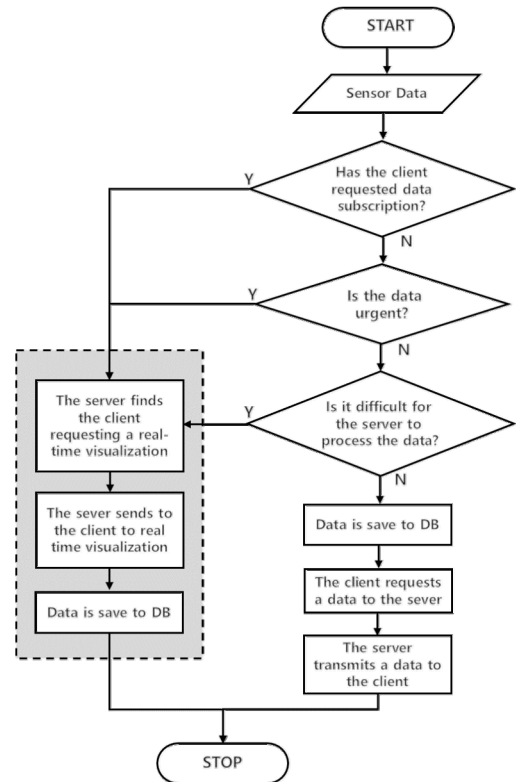 START
Sensor Data
Has the client
requested data
subscription?
Y
N
Is the data
urgent?
Y
N
Is it difficult for
the server to
process the data?
Y
N
The server finds
the client
requesting a real-
time visualization
The sever sends to
the client to real
time visualization
Data is save to DB
Data is save to DB
The client requests
a data to the sever
The server
transmits a data to
the client
STOP